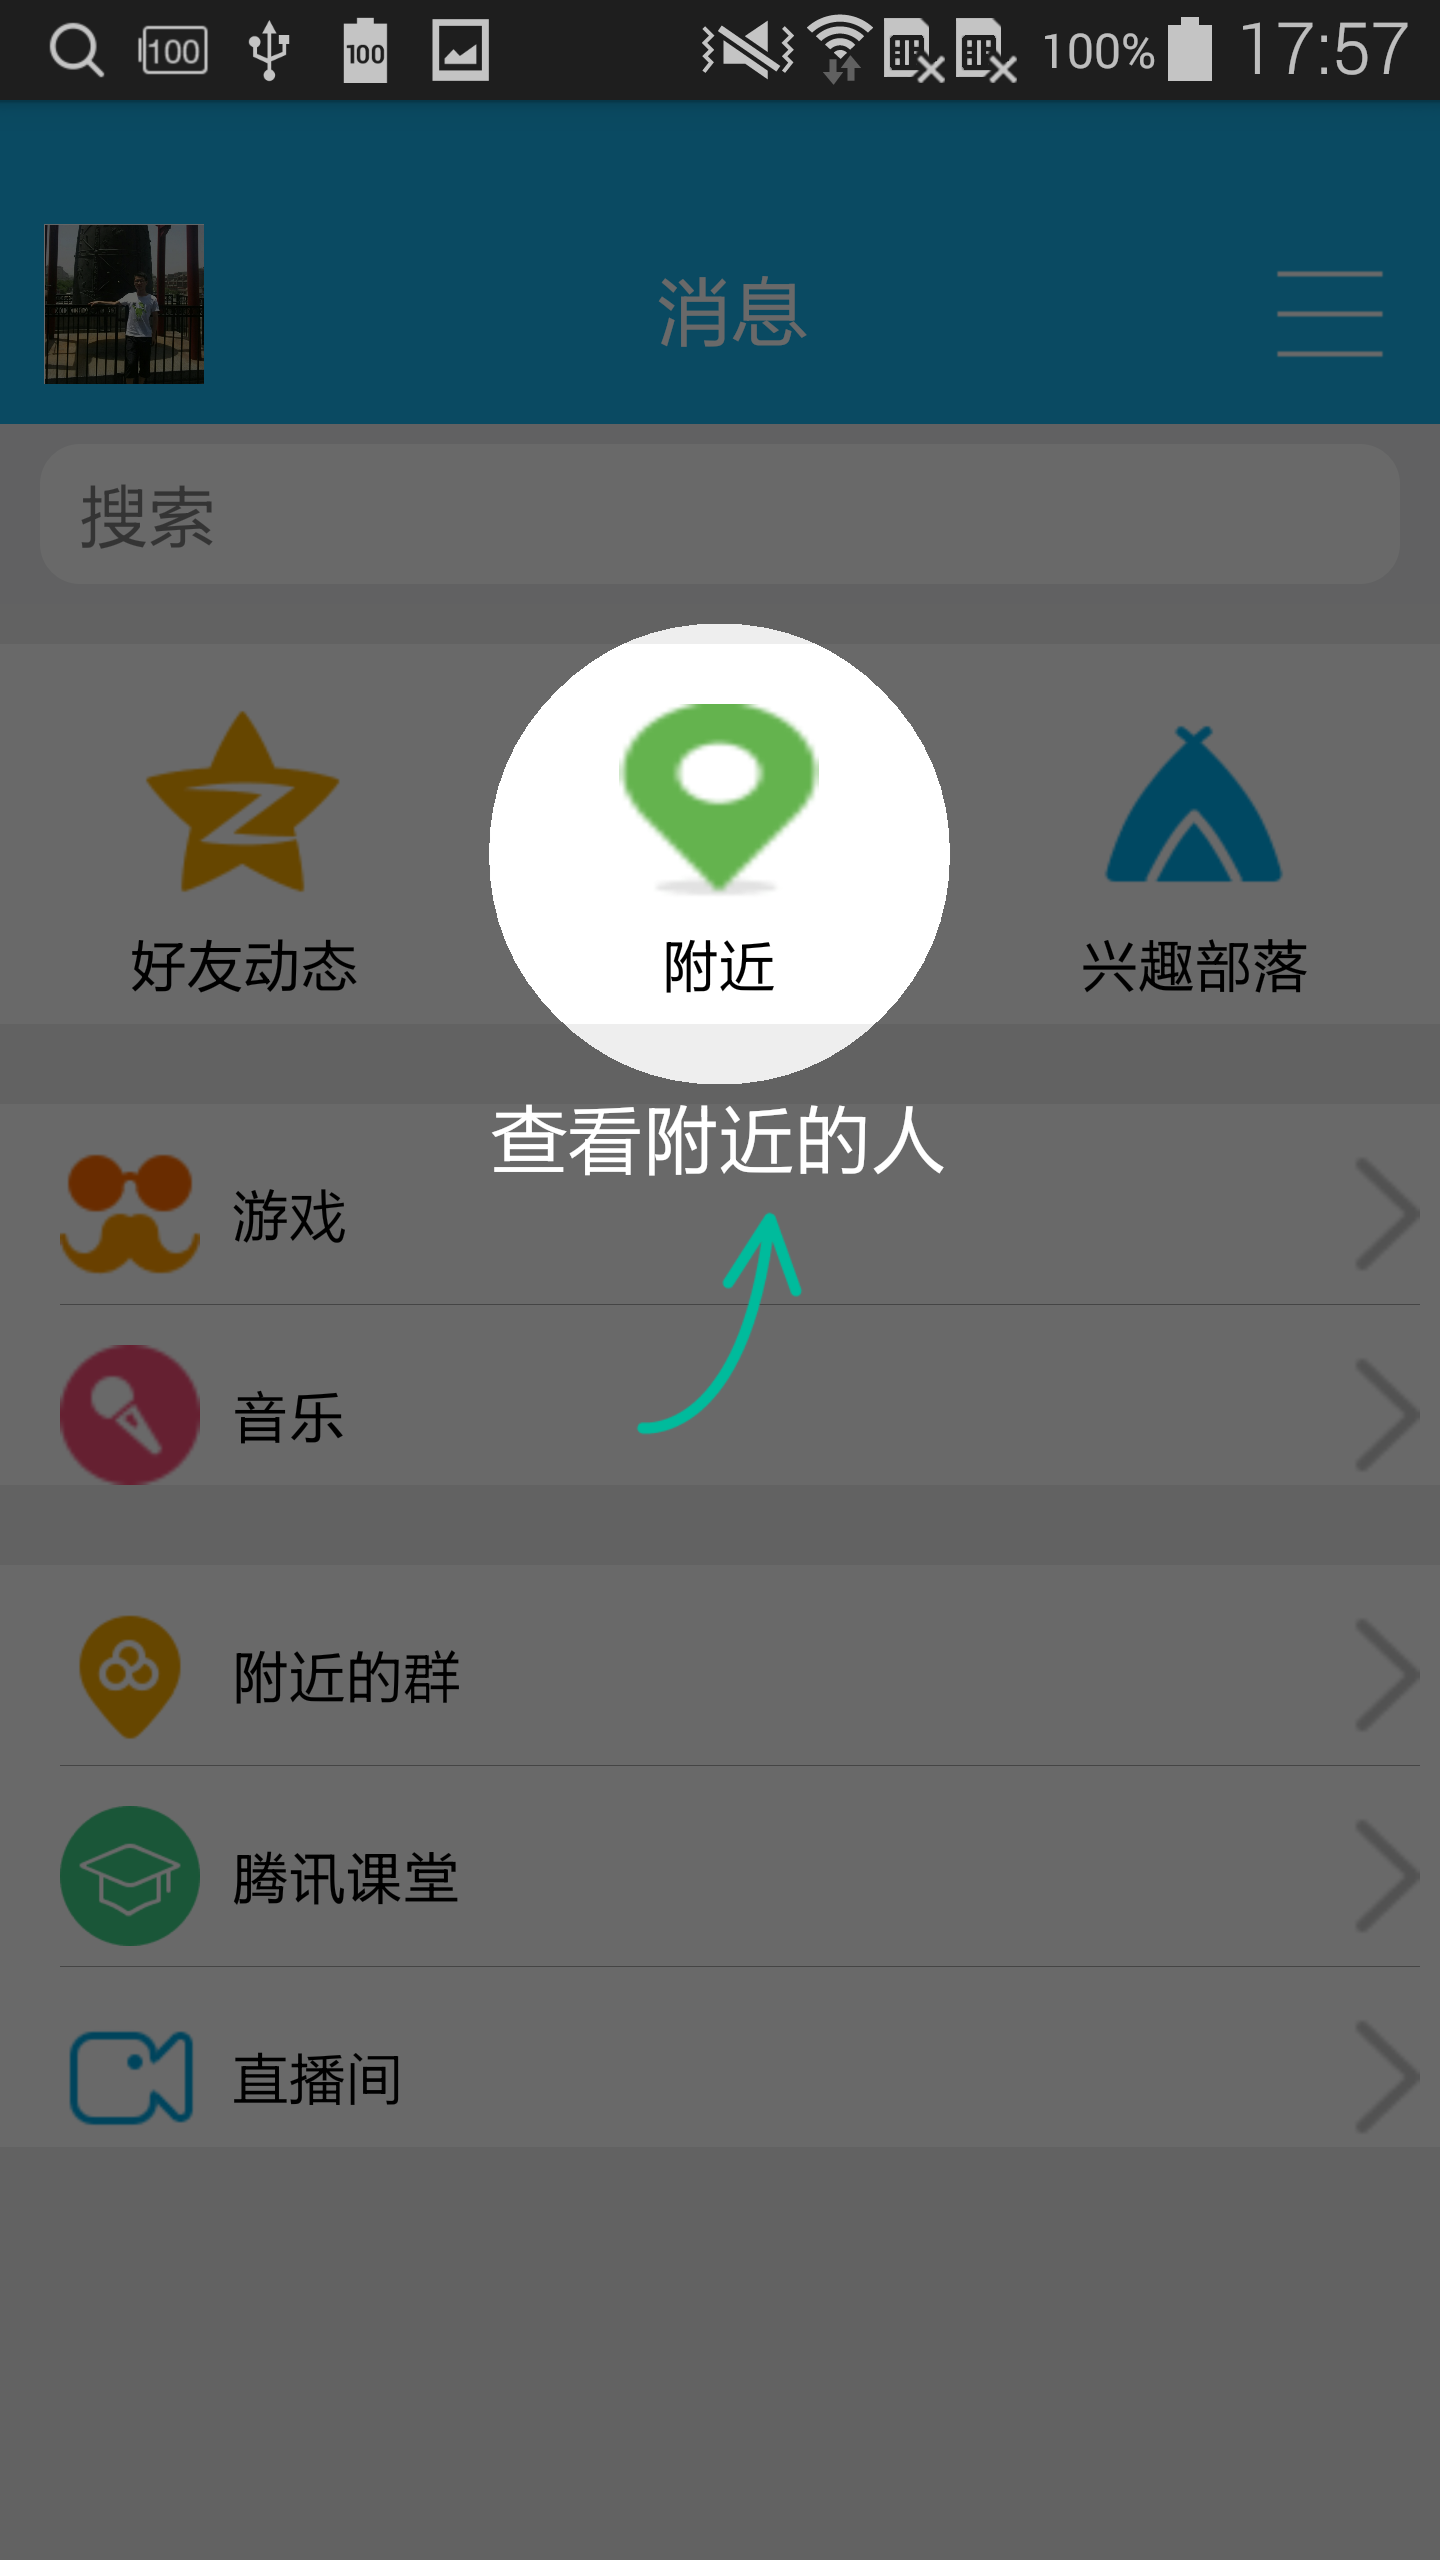 100 100 100% 17:57
消息
搜索
好友动态 附近 兴趣部落
查看附近的人
游戏
音乐
附近的群
腾讯课堂
直播间